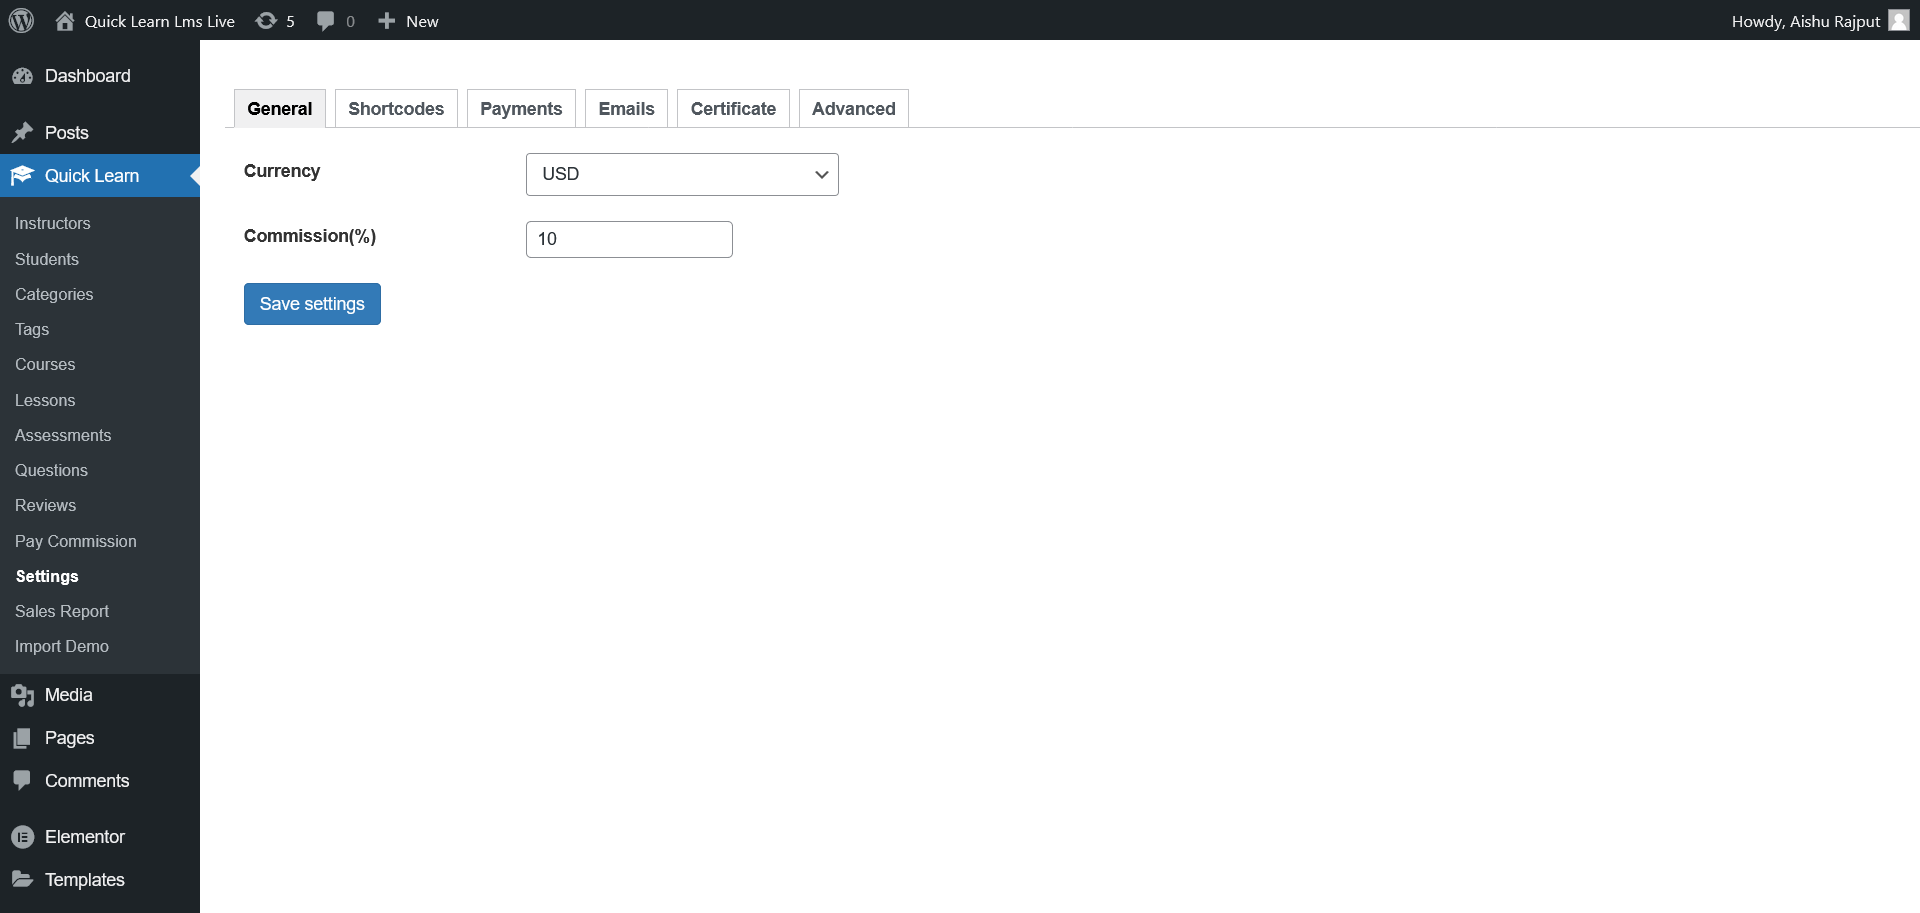 Quick Learn Lms Live 5 0 New Howdy, Aishu Rajput
Dashboard
Posts
Quick Learn
Instructors
Students
Categories
Tags
Courses
Lessons
Assessments
Questions
Reviews
Pay Commission
Settings
Sales Report
Import Demo
Media
Pages
Comments
Elementor
Templates
General Shortcodes Payments Emails Certificate Advanced
Currency USD
Commission(%) 10
Save settings